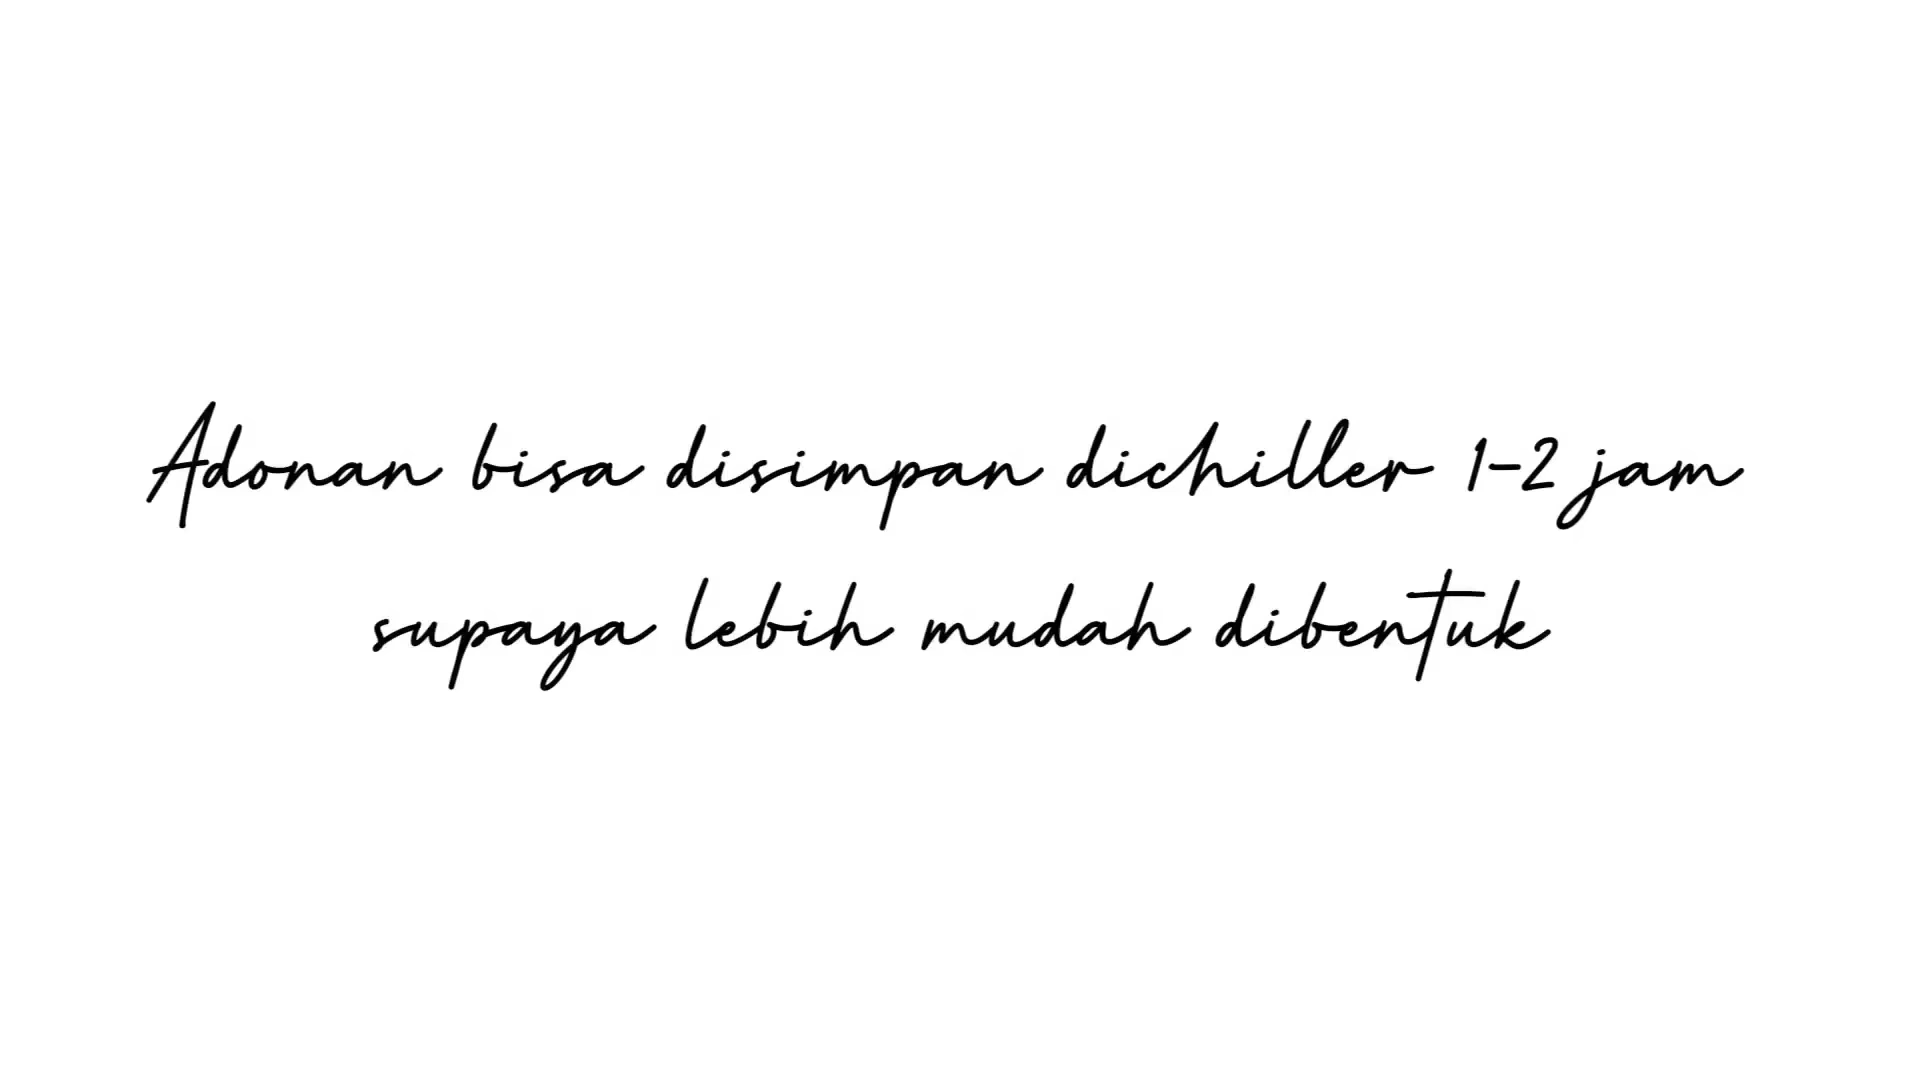 Adonan bisa disimpan dichiller 1-2 jam
supaya lebih mudah dibentuk